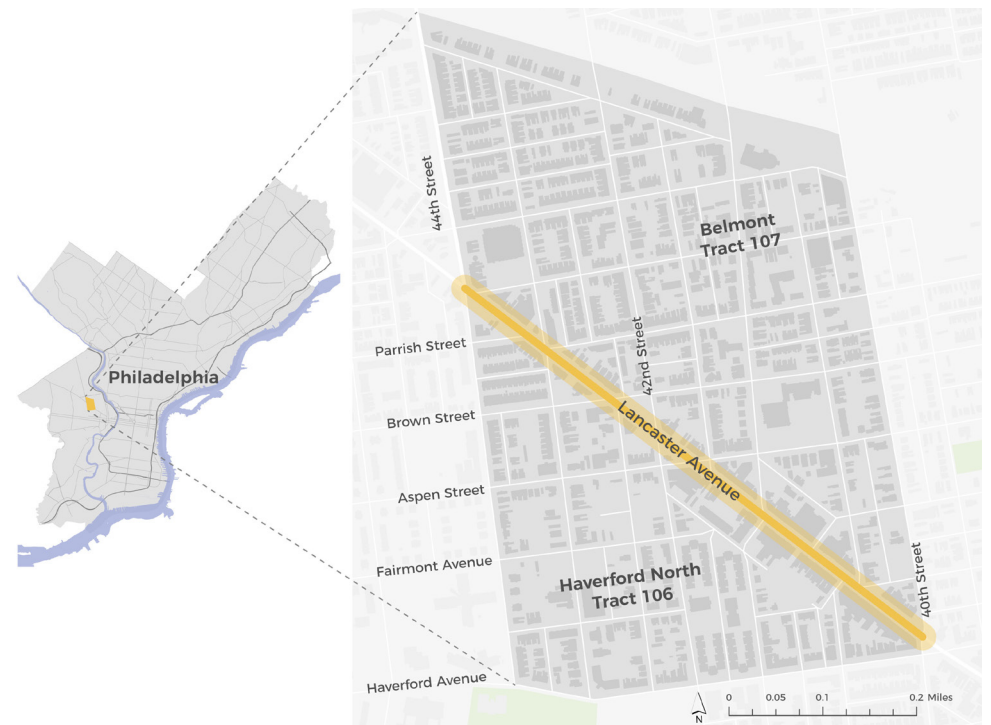 44th Street
Belmont
Tract 107
Parrish Street
42nd Street
Philadelphia
Brown Street
Lancaster Avenue
Aspen Street
Fairmont Avenue
Haverford North
Tract 106
40th Street
Haverford Avenue
N
0 0.05 0.1 0.2 Miles